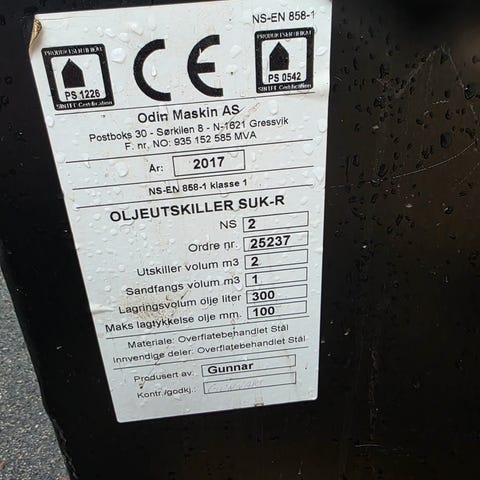 NS-EN 858-1
PRODUKTSERTIFIKAT
PS 1226
SINTEF Certification
CE
PRODUKTSERTIFIKAT
PS 0542
SINTEF Certification
Odin Maskin AS
Postboks 30 - Sørkilen 8 - N-1621 Gressvik
F. nr. NO: 935 152 585 MVA
År: 2017
NS-EN 858-1 klasse 1
OLJEUTSKILLER SUK-R
NS 2
Ordre nr. 25237
Utskiller volum m3 2
Sandfangs volum m3 1
Lagringsvolum olje liter 300
Maks lagtykkelse olje mm. 100
Materiale: Overflatebehandlet Stål
Innvendige deler: Overflatebehandlet Stål
Produsert av: Gunnar
Kontr./godkj.: